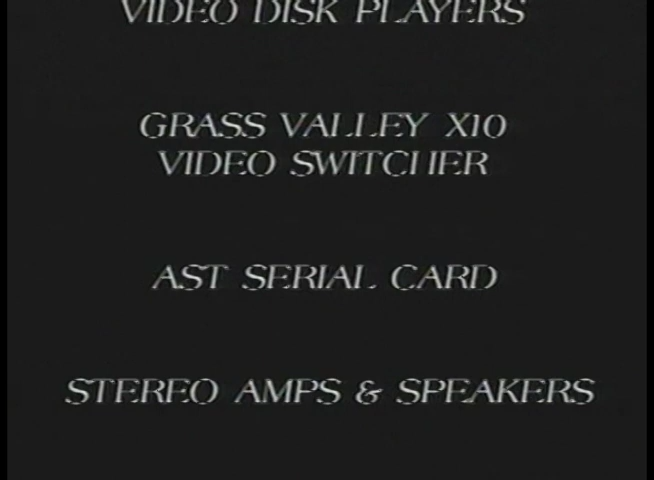 VIDEO DISK PLAYERS
GRASS VALLEY X10
VIDEO SWITCHER
AST SERIAL CARD
STEREO AMPS & SPEAKERS